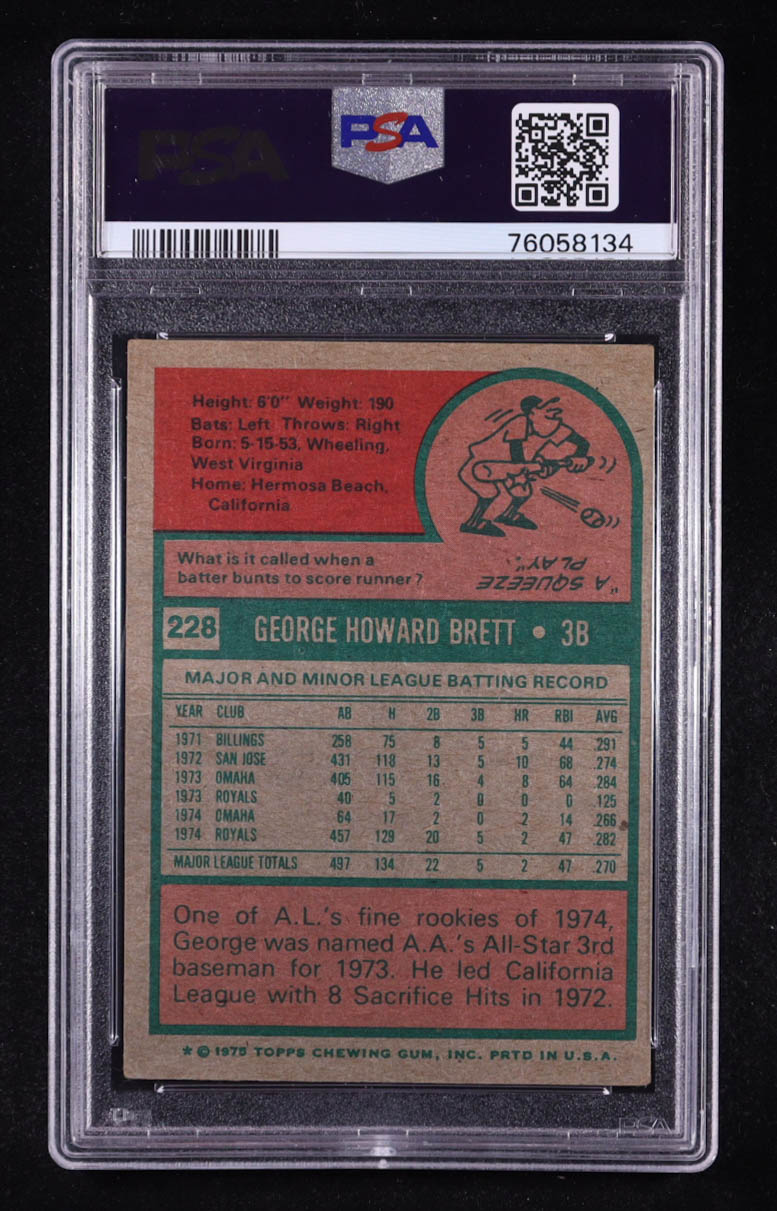 PSA
PSA
76058134
Height: 6'0" Weight: 190
Bats: Left Throws: Right
Born: 5-15-53, Wheeling,
West Virginia
Home: Hermosa Beach,
California
What is it called when a
batter bunts to score runner?
"A SQUEEZE
PLAY."
228 GEORGE HOWARD BRETT • 3B
MAJOR AND MINOR LEAGUE BATTING RECORD
YEAR CLUB AB H 2B 3B HR RBI AVG
1971 BILLINGS 258 75 8 5 5 44 .291
1972 SAN JOSE 431 118 13 5 10 68 .274
1973 OMAHA 405 115 16 4 8 64 .284
1973 ROYALS 40 5 2 0 0 0 .125
1974 OMAHA 64 17 2 0 2 14 .266
1974 ROYALS 457 129 20 5 2 47 .282
MAJOR LEAGUE TOTALS 497 134 22 5 2 47 .270
One of A.L.'s fine rookies of 1974,
George was named A.A.'s All-Star 3rd
baseman for 1973. He led California
League with 8 Sacrifice Hits in 1972.
* © 1975 TOPPS CHEWING GUM, INC. PRTD IN U.S.A.
PSA